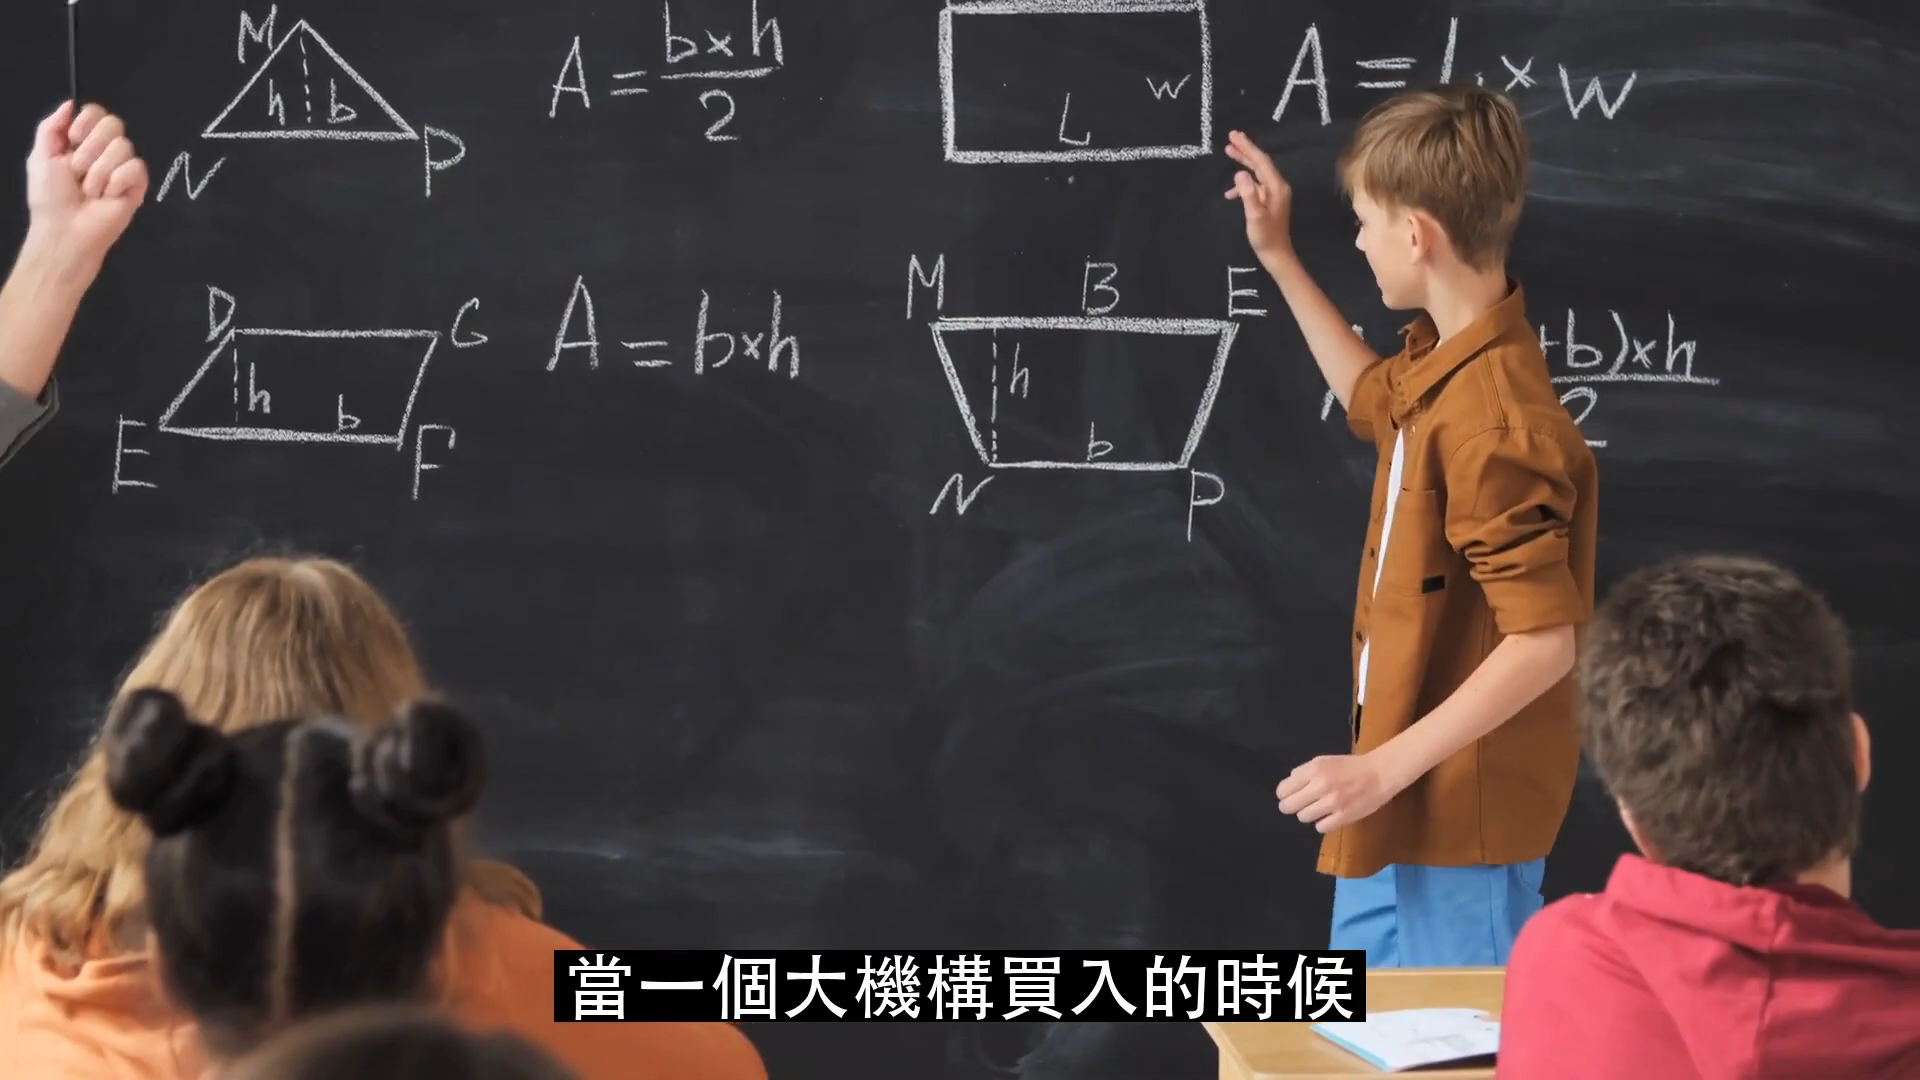 M
h b
N P
A = b×h
2
L W
A = L × W
D G
h b
E F
A = b×h
M B E
h
b
N P
+b)×h
2
當一個大機構買入的時候